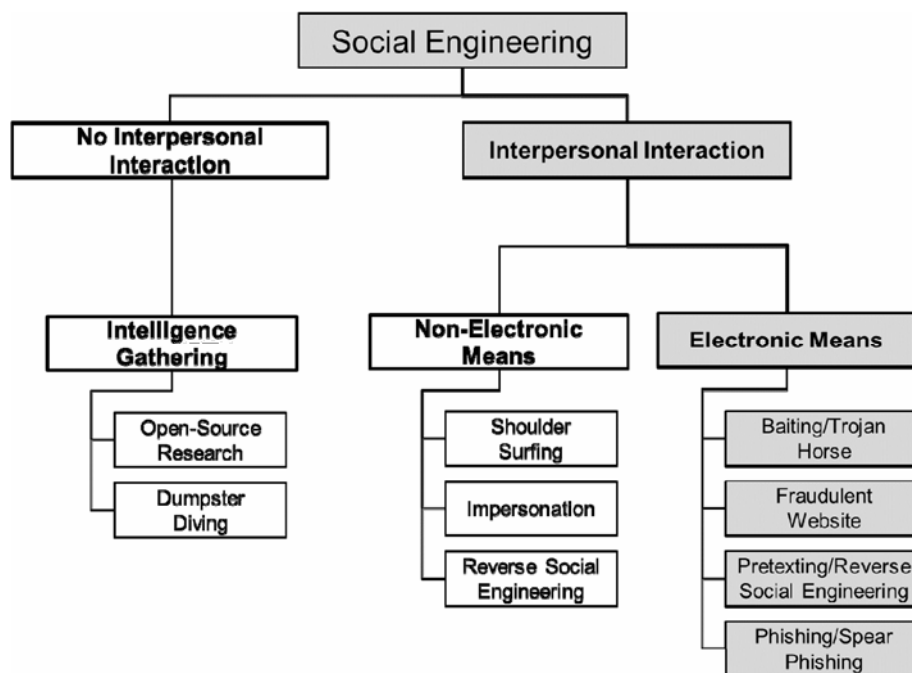 Social Engineering
No Interpersonal
Interaction
Interpersonal Interaction
Intelligence
Gathering
Non-Electronic
Means
Electronic Means
Open-Source
Research
Dumpster
Diving
Shoulder
Surfing
Impersonation
Reverse Social
Engineering
Baiting/Trojan
Horse
Fraudulent
Website
Pretexting/Reverse
Social Engineering
Phishing/Spear
Phishing